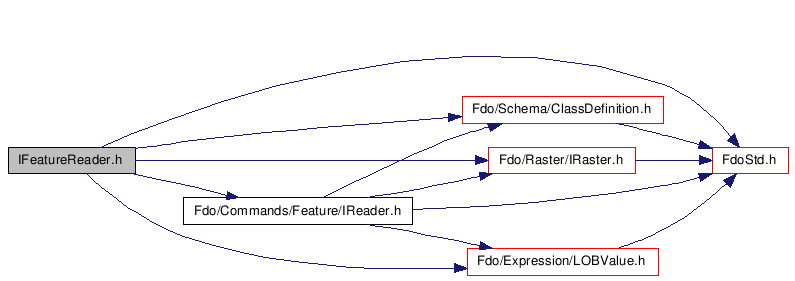 Fdo/Schema/ClassDefinition.h
IFeatureReader.h
Fdo/Raster/IRaster.h
FdoStd.h
Fdo/Commands/Feature/IReader.h
Fdo/Expression/LOBValue.h